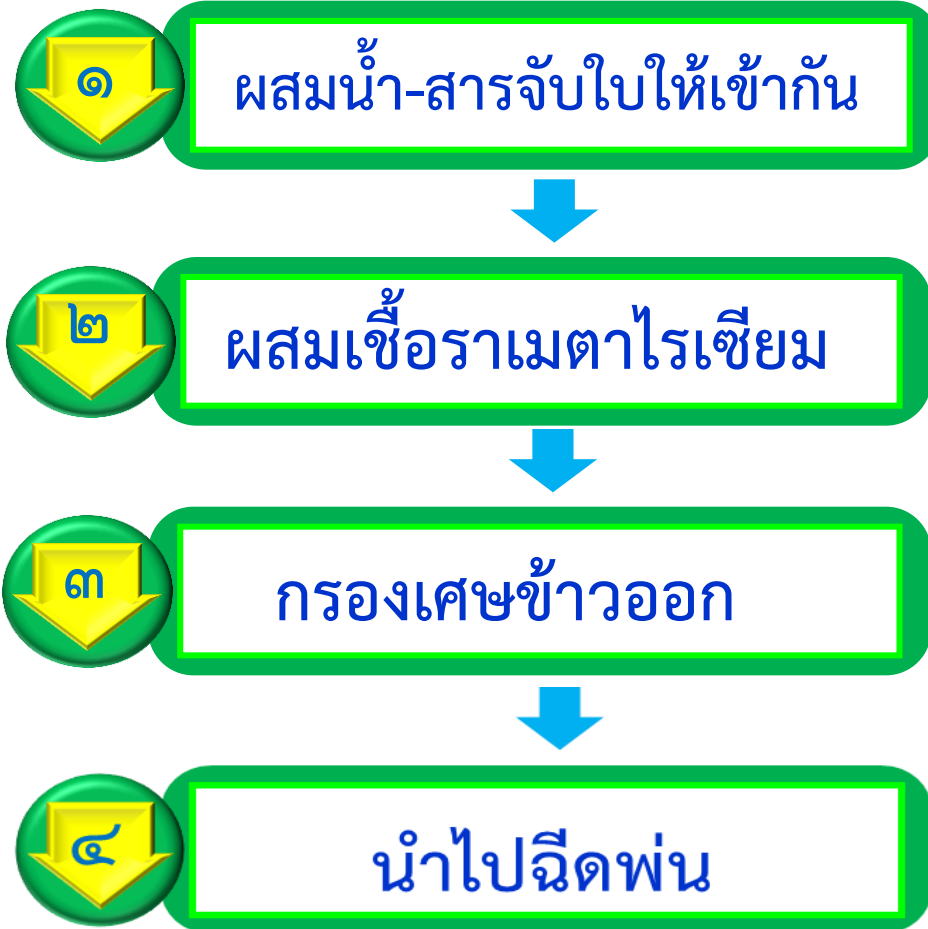 ๑
ผสมน้ำ-สารจับใบให้เข้ากัน
๒
ผสมเชื้อราเมตาไรเซียม
๓
กรองเศษข้าวออก
๔
นำไปฉีดพ่น